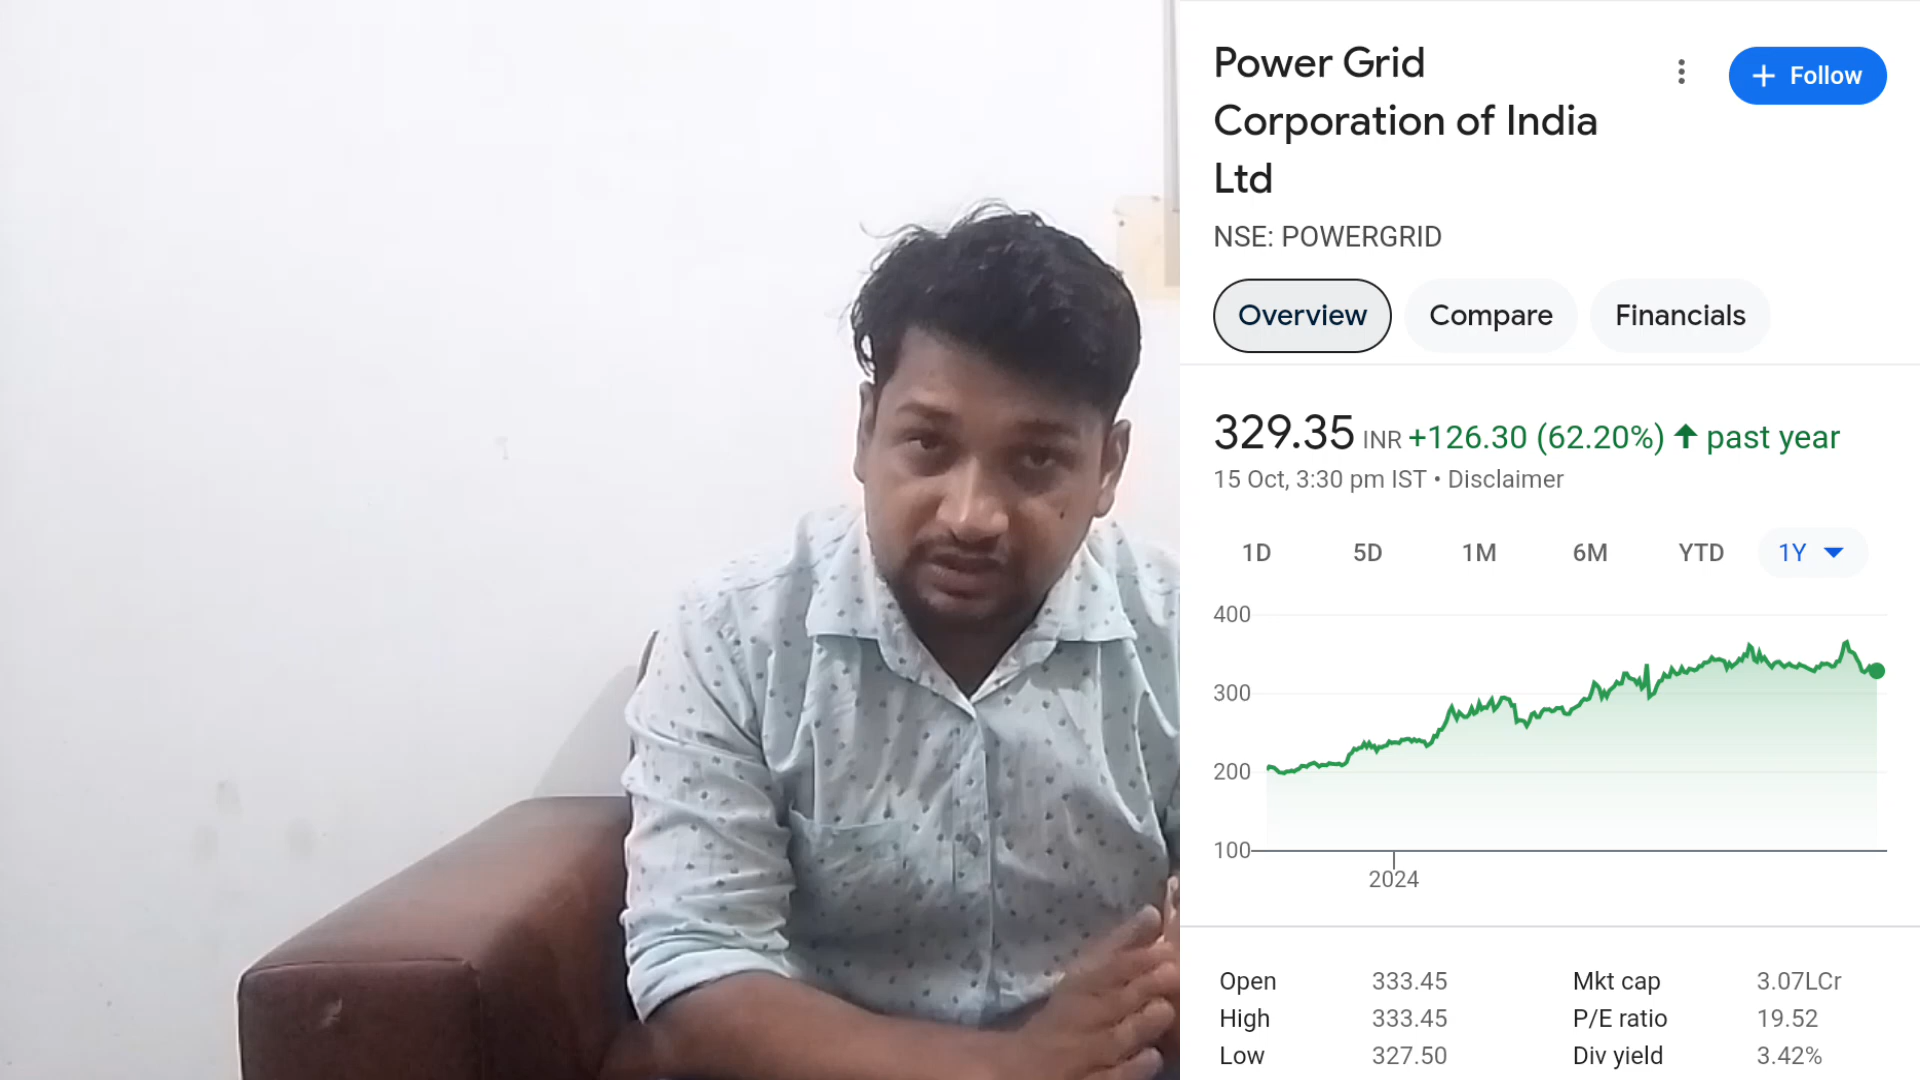 Power Grid
Corporation of India
Ltd
+ Follow
NSE: POWERGRID
Overview Compare Financials
329.35 INR +126.30 (62.20%) ↑ past year
15 Oct, 3:30 pm IST • Disclaimer
1D 5D 1M 6M YTD 1Y
400
300
200
100
2024
Open 333.45 Mkt cap 3.07LCr
High 333.45 P/E ratio 19.52
Low 327.50 Div yield 3.42%